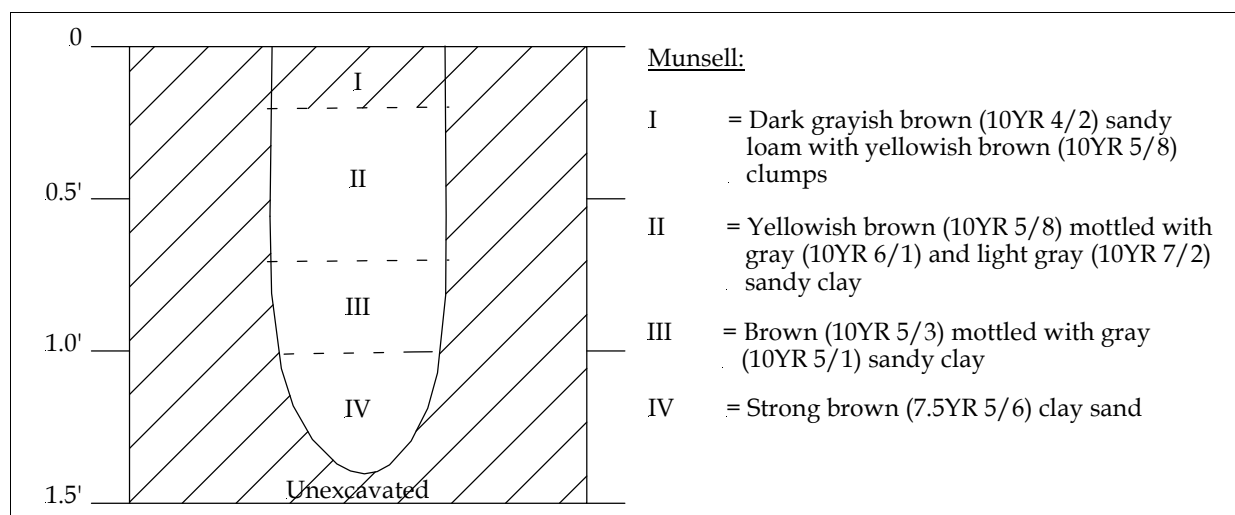 0
0.5'
1.0'
1.5'
I
II
III
IV
Unexcavated
Munsell:
I = Dark grayish brown (10YR 4/2) sandy
loam with yellowish brown (10YR 5/8)
clumps
II = Yellowish brown (10YR 5/8) mottled with
gray (10YR 6/1) and light gray (10YR 7/2)
sandy clay
III = Brown (10YR 5/3) mottled with gray
(10YR 5/1) sandy clay
IV = Strong brown (7.5YR 5/6) clay sand